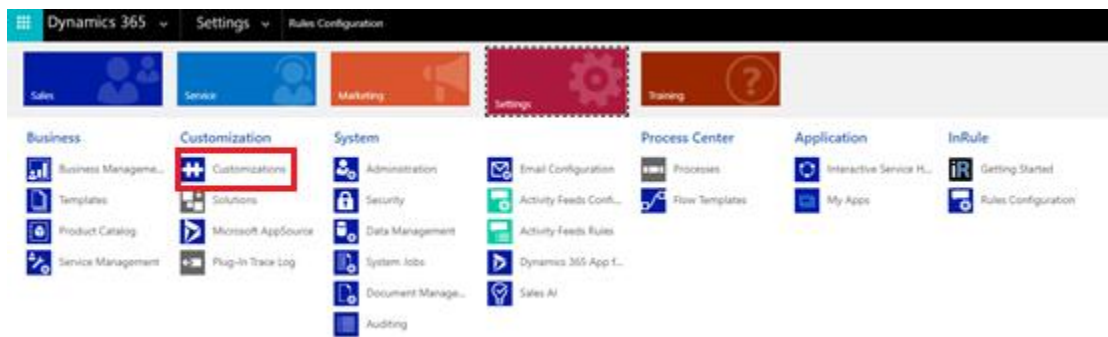 Dynamics 365 Settings Rules Configuration
Sales Service Marketing Settings Training
Business Customization System Process Center Application InRule
Business Manageme... Customizations Administration Email Configuration Processes Interactive Service H... iR Getting Started
Templates Solutions Security Activity Feeds Confi... Flow Templates My Apps Rules Configuration
Product Catalog Microsoft AppSource Data Management Activity Feeds Rules
Service Management Plug-In Trace Log System Jobs Dynamics 365 App f...
Document Manage... Sales AI
Auditing